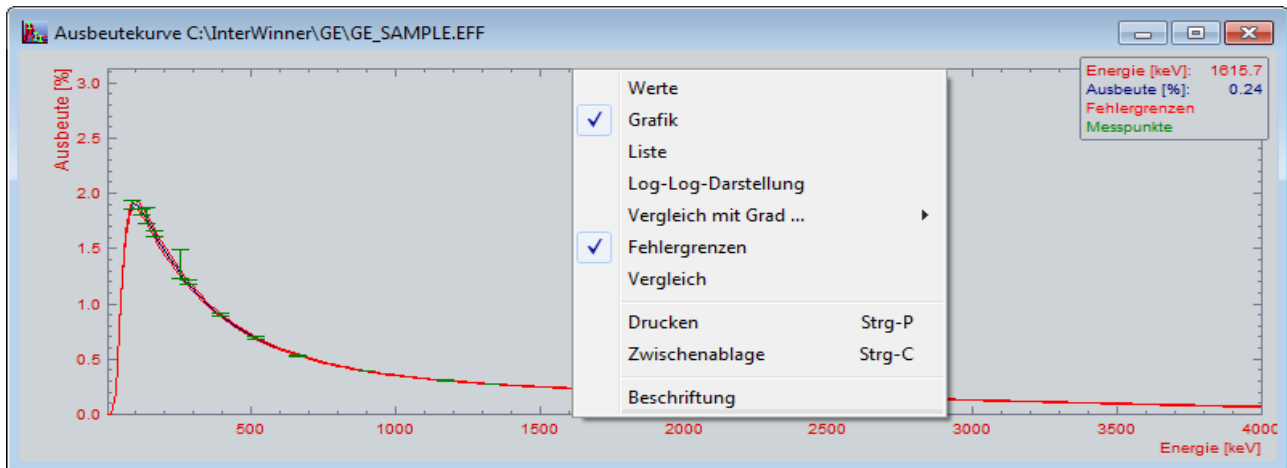 Ausbeutekurve C:\InterWinner\GE\GE_SAMPLE.EFF
Ausbeute [%]
3.0
2.5
2.0
1.5
1.0
0.5
0.0
Werte
Grafik
Liste
Log-Log-Darstellung
Vergleich mit Grad ...
Fehlergrenzen
Vergleich
Drucken Strg-P
Zwischenablage Strg-C
Beschriftung
Energie [keV]: 1615.7
Ausbeute [%]: 0.24
Fehlergrenzen
Messpunkte
500 1000 1500 2000 2500 3000 3500 4000
Energie [keV]